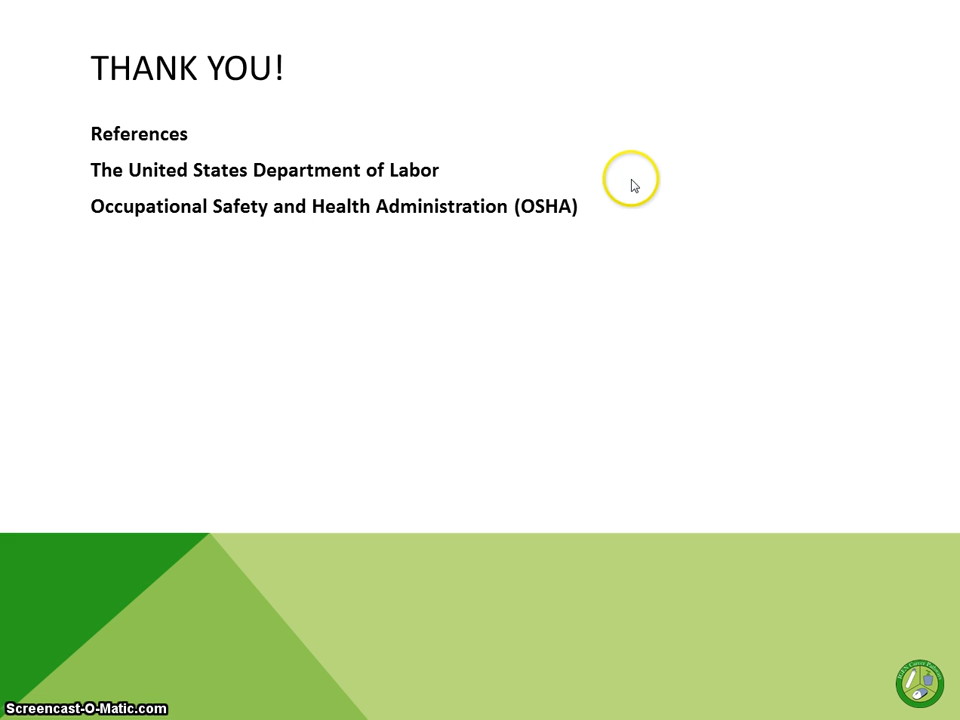 THANK YOU!
References
The United States Department of Labor
Occupational Safety and Health Administration (OSHA)
Screencast-O-Matic.com